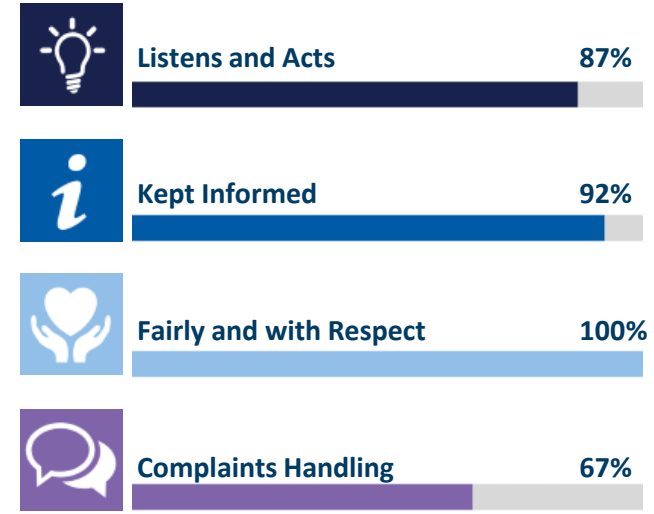 Listens and Acts 87%
Kept Informed 92%
Fairly and with Respect 100%
Complaints Handling 67%